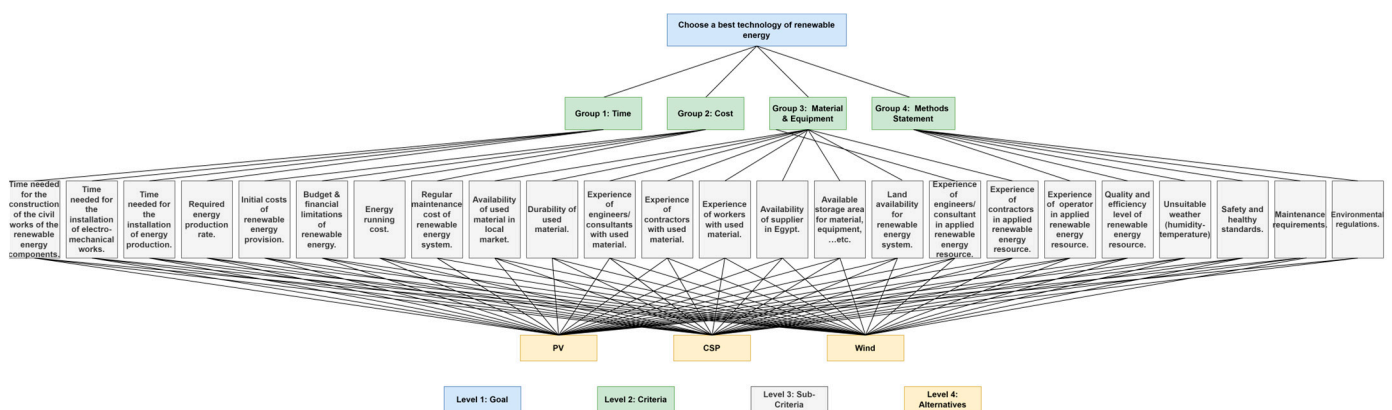 Choose a best technology of renewable
energy
Group 1: Time
Group 2: Cost
Group 3:  Material
& Equipment
Group 4:  Methods
Statement
Time needed
for the
construction of
the civil
works of the
renewable
energy
components.
Time
needed for
the
installation
of electro-
mechanical
works.
Time
needed for
the
installation
of energy
production.
Required
energy
production
rate.
Initial costs
of
renewable
energy
provision.
Budget &
financial
limitations
of
renewable
energy.
Energy
running
cost.
Regular
maintenance
cost of
renewable
energy
system.
Availability
of used
material in
local
market.
Durability of
used
material.
Experience
of
engineers/
consultants
with used
material.
Experience
of
contractors
with used
material.
Experience
of workers
with used
material.
Availability
of supplier
in Egypt.
Available
storage area
for material,
equipment,
...etc.
Land
availability
for
renewable
energy
system.
Experience
of
engineers/
consultant
in applied
renewable
energy
resource.
Experience
of
contractors
in applied
renewable
energy
resource.
Experience
of  operator
in applied
renewable
energy
resource.
Quality and
efficiency
level of
renewable
energy
resource.
Unsuitable
weather
(humidity-
temperature)
Safety and
healthy
standards.
Maintenance
requirements.
Environmental
regulations.
PV
CSP
Wind
Level 1: Goal
Level 2: Criteria
Level 3: Sub-
Criteria
Level 4:
Alternatives